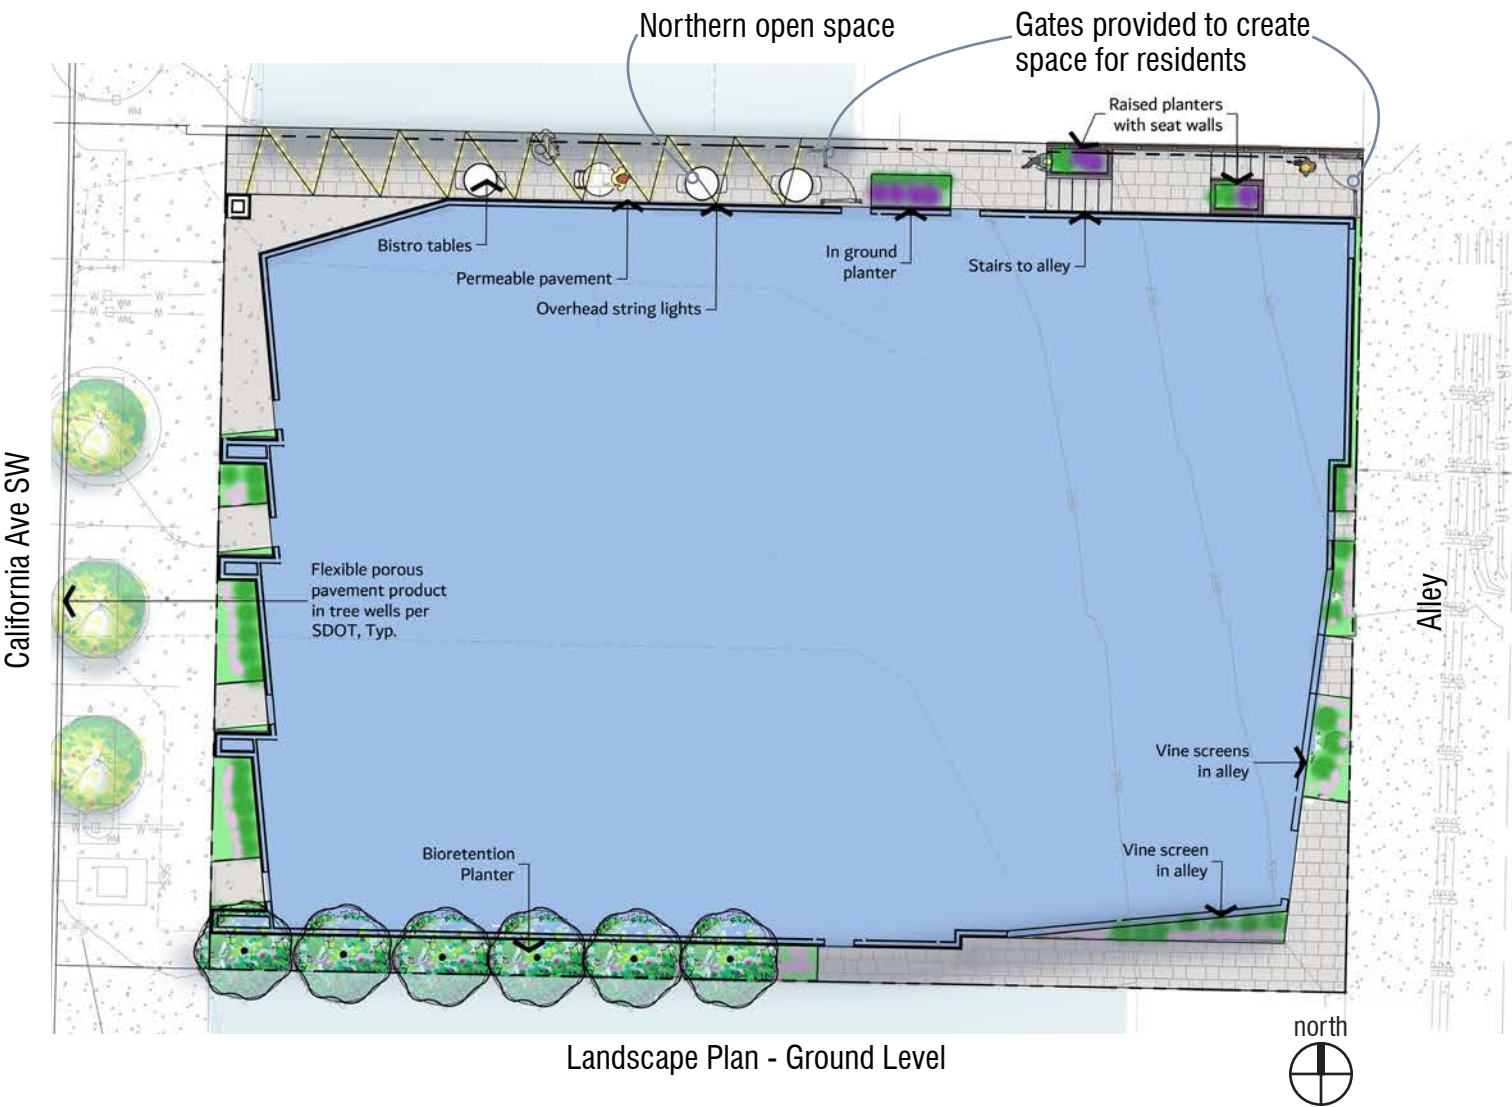 Northern open space
Gates provided to create
space for residents
Raised planters
with seat walls
Bistro tables
Permeable pavement
Overhead string lights
In ground
planter
Stairs to alley
California Ave SW
Flexible porous
pavement product
in tree wells per
SDOT, Typ.
Alley
Vine screens
in alley
Vine screen
in alley
Bioretention
Planter
north
Landscape Plan - Ground Level